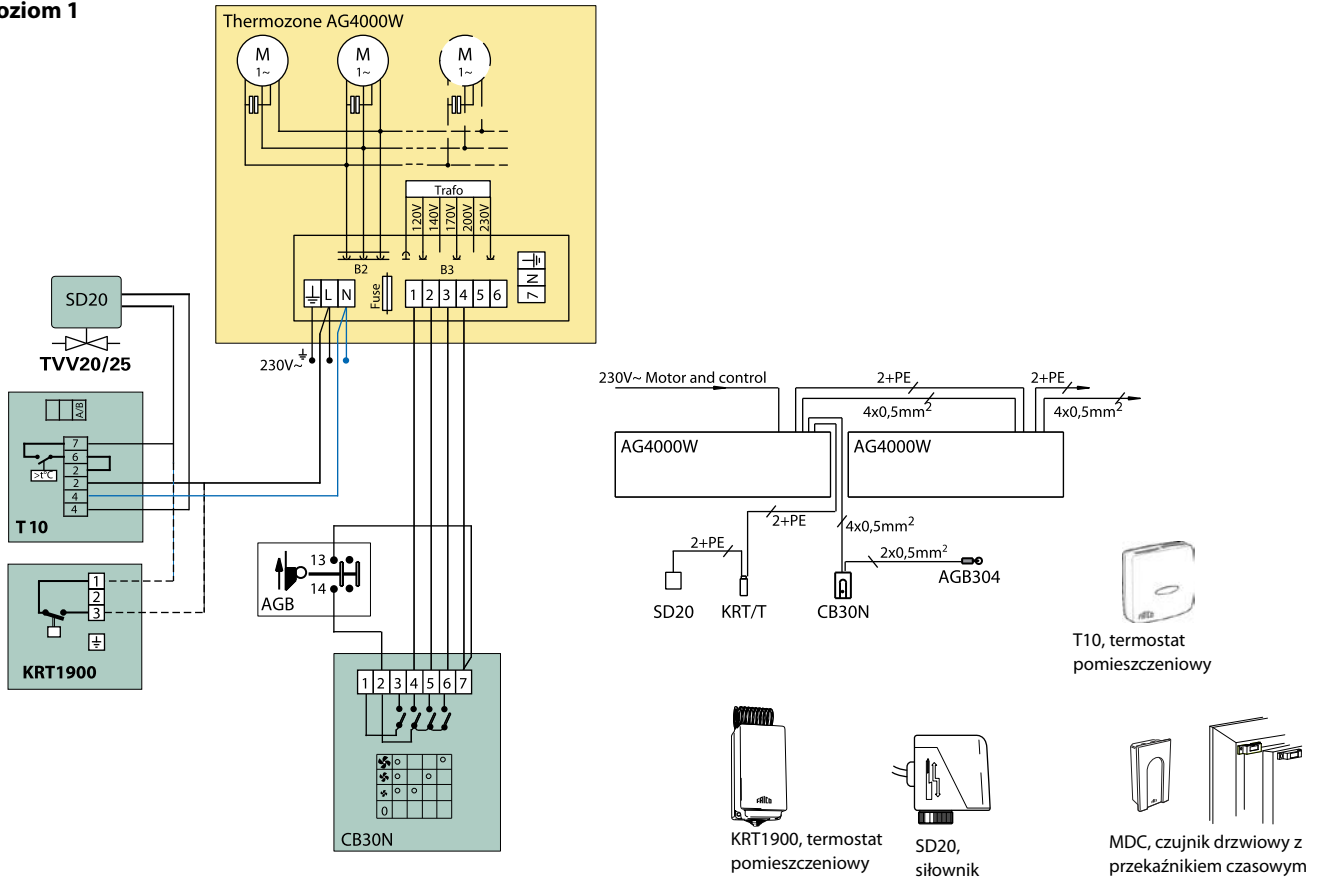 oziom 1
Thermozone AG4000W
M
1~
M
1~
M
1~
Trafo
120V
140V
170V
200V
230V
B2
B3
L
N
Fuse
1 2 3 4 5 6
7 N
230V~
SD20
TVV20/25
A/B
7
6
2
2
4
4
>t°C
T 10
1
2
3
KRT1900
13
14
AGB
1 2 3 4 5 6 7
0
CB30N
230V~ Motor and control
2+PE
2+PE
4x0,5mm²
4x0,5mm²
AG4000W
AG4000W
2+PE
4x0,5mm²
2+PE
2x0,5mm²
AGB304
SD20
KRT/T
CB30N
T10, termostat
pomieszczeniowy
FRICO
KRT1900, termostat
pomieszczeniowy
SD20,
siłownik
MDC, czujnik drzwiowy z
przekaźnikiem czasowym